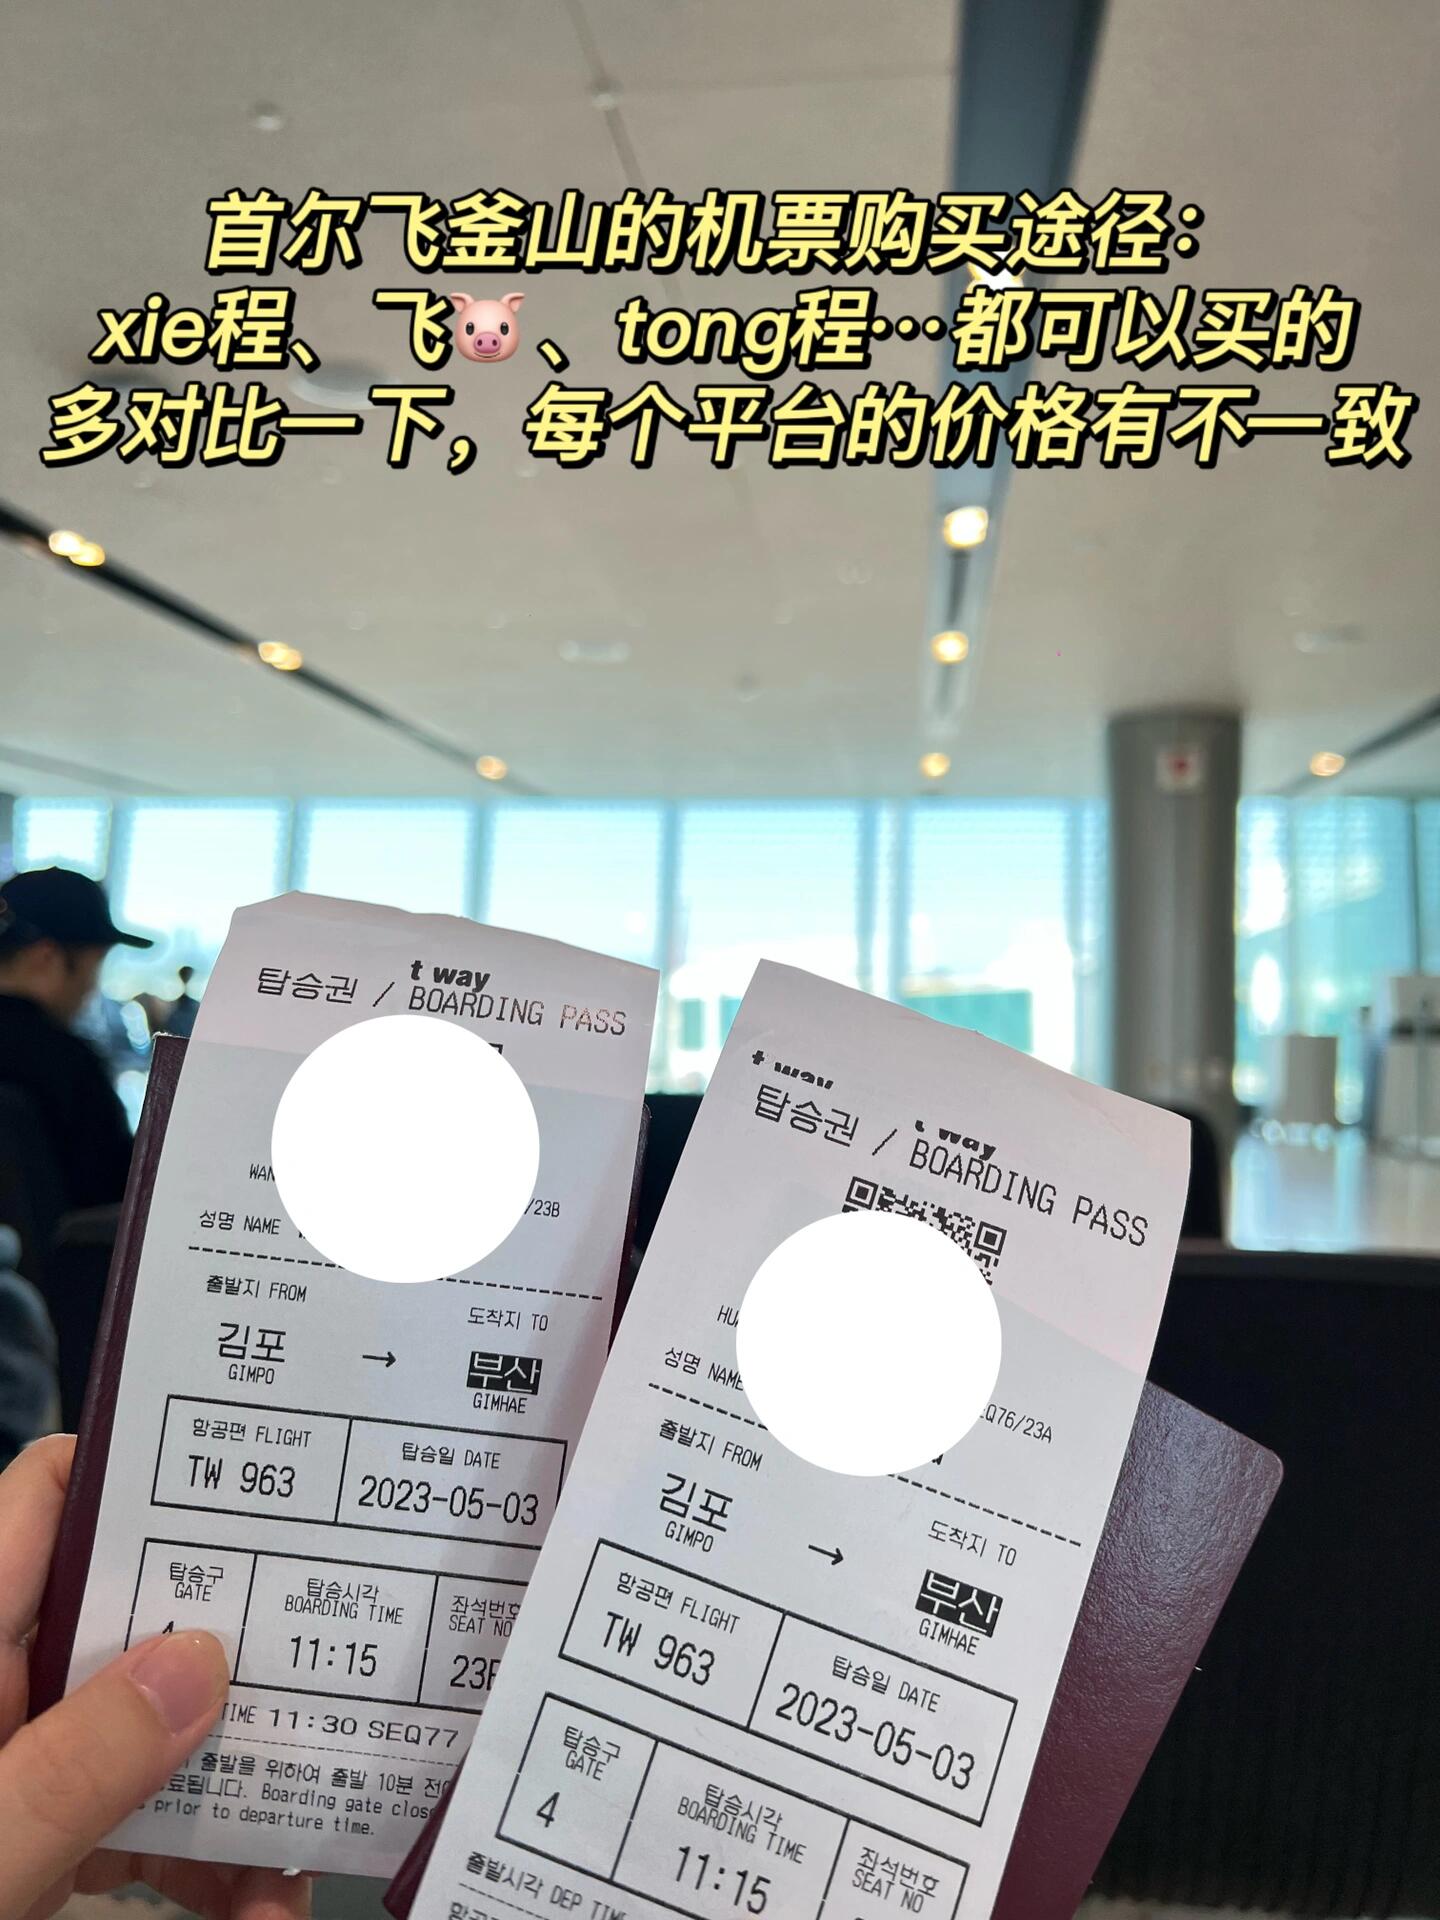 首尔飞釜山的机票购买途径：
xie程、飞🐷、tong程…都可以买的
多对比一下，每个平台的价格有不一致
t'way
탑승권 / BOARDING PASS
/23B
성명 NAME
출발지 FROM
도착지 TO
김포 → 부산
GIMPO
GIMHAE
항공편 FLIGHT
탑승일 DATE
TW 963
2023-05-03
탑승구
GATE
탑승시각
BOARDING TIME
좌석번호
SEAT NO
4
11:15
TIME 11:30 SEQ77
출발을 위하여 출발 10분 전
됩니다. Boarding gate
prior to departure time.
t'way
t'way
탑승권 / BOARDING PASS
EQ76/23A
성명 NAME
출발지 FROM
도착지 TO
김포 → 부산
GIMPO
GIMHAE
항공편 FLIGHT
탑승일 DATE
TW 963
2023-05-03
탑승구
GATE
탑승시각
BOARDING TIME
좌석번호
SEAT NO
4
11:15
출발시각 DEP TIME